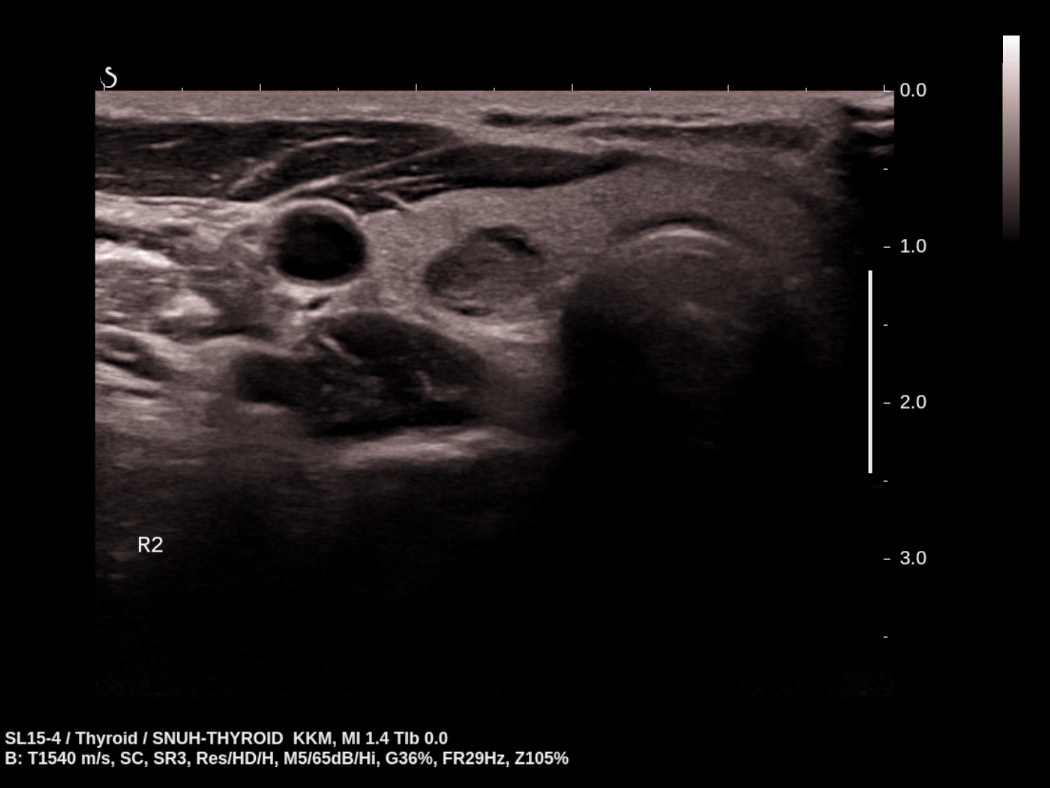 S
0.0
1.0
2.0
3.0
R2
SL15-4 / Thyroid / SNUH-THYROID KKM, MI 1.4 TIb 0.0
B: T1540 m/s, SC, SR3, Res/HD/H, M5/65dB/Hi, G36%, FR29Hz, Z105%